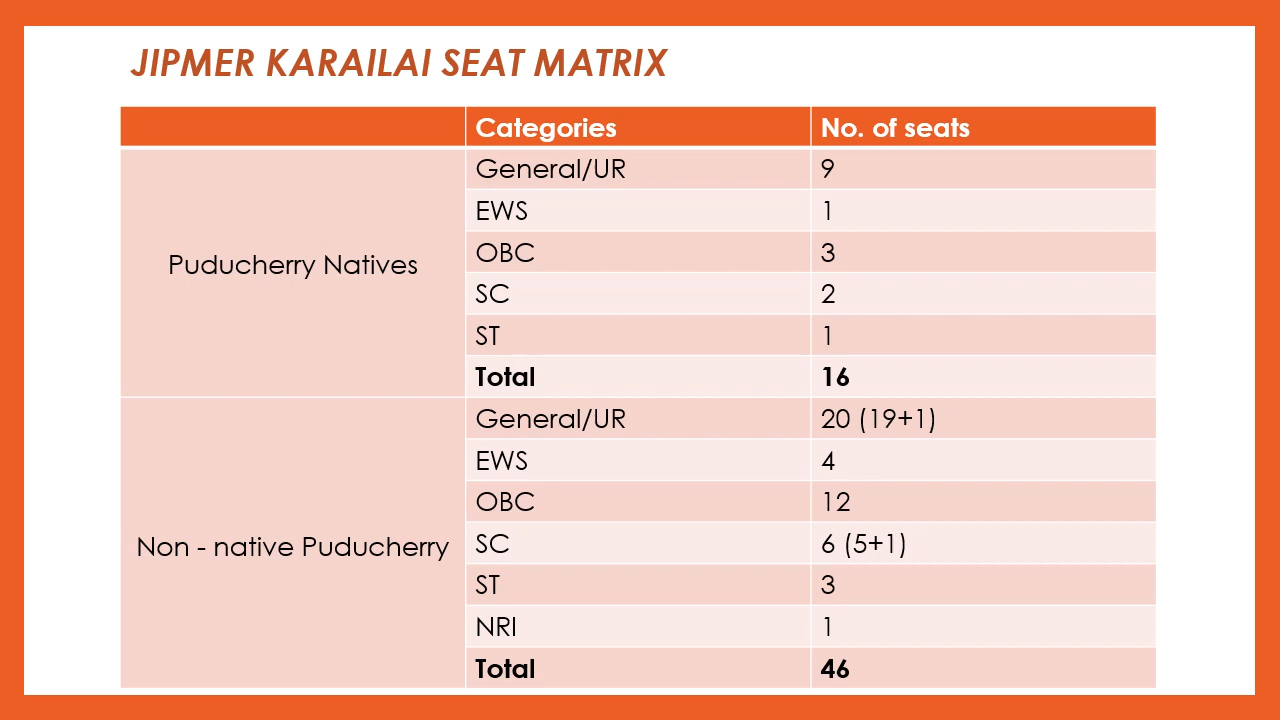 JIPMER KARAILAI SEAT MATRIX
Categories No. of seats
Puducherry Natives
General/UR 9
EWS 1
OBC 3
SC 2
ST 1
Total 16
Non - native Puducherry
General/UR 20 (19+1)
EWS 4
OBC 12
SC 6 (5+1)
ST 3
NRI 1
Total 46